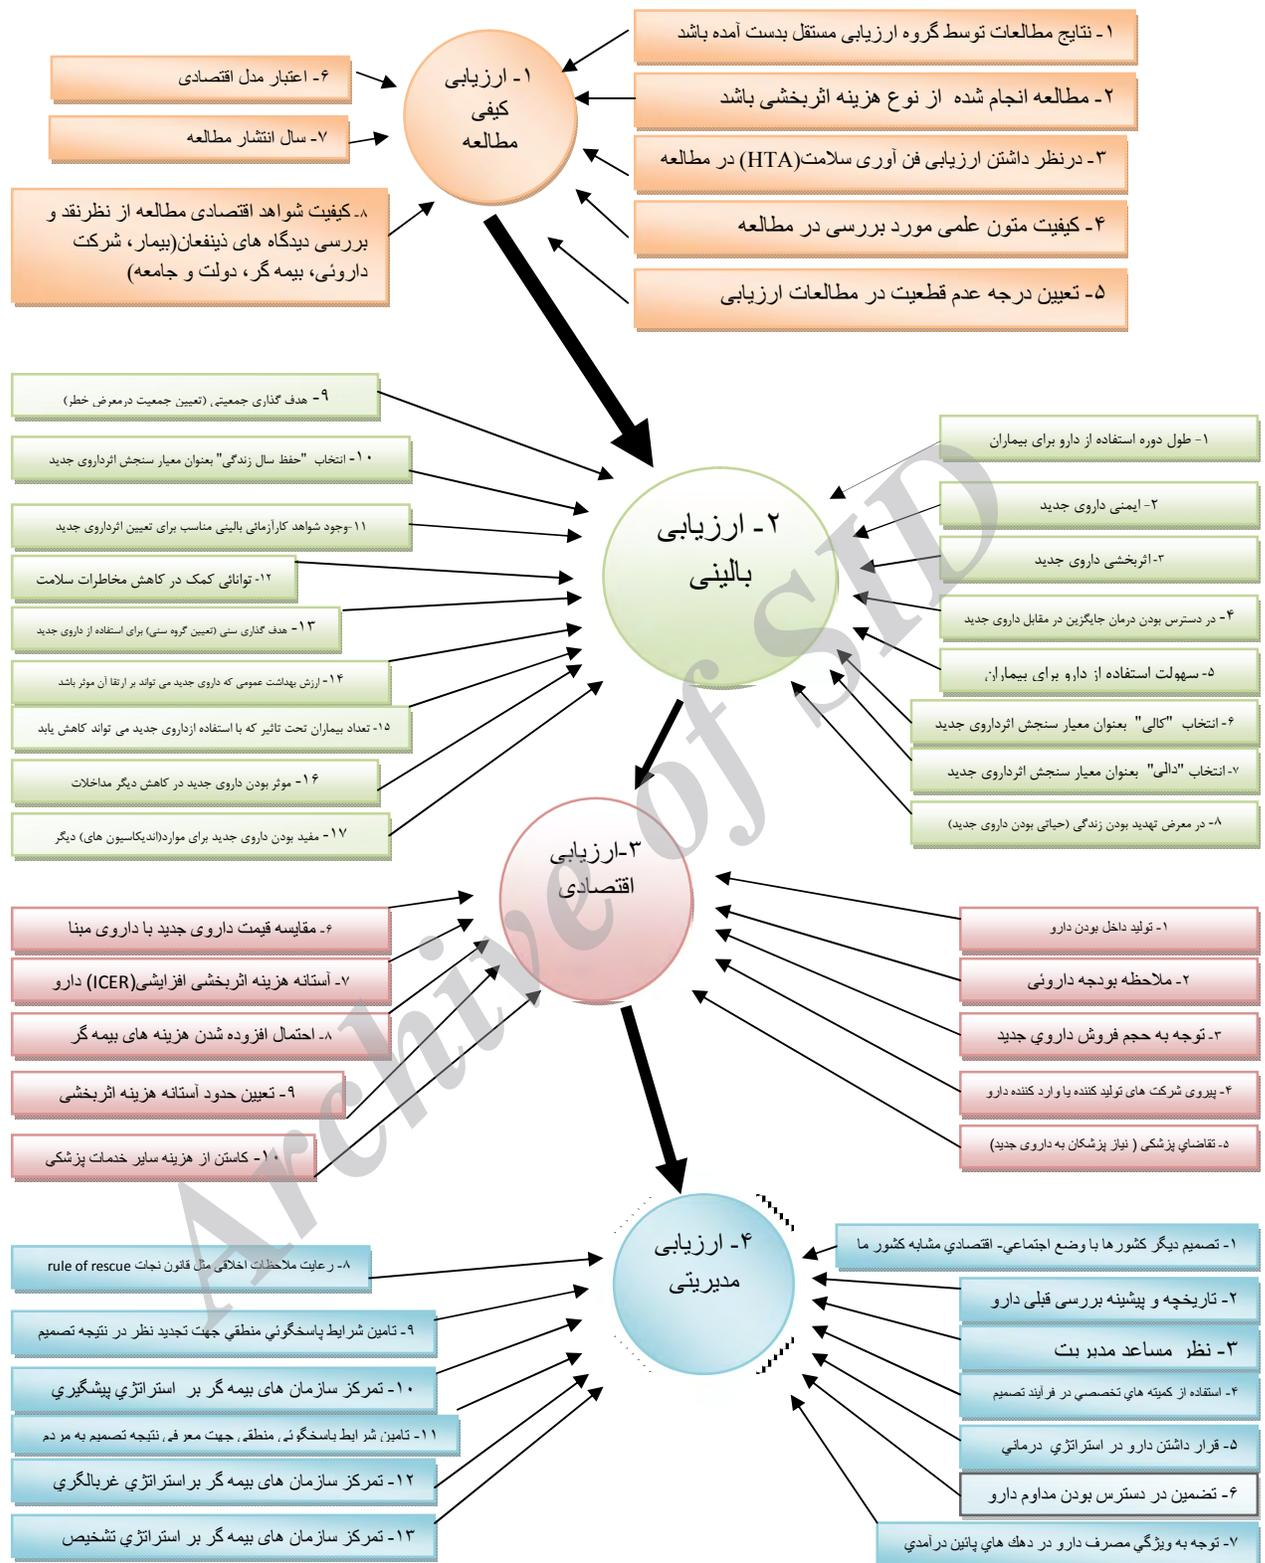 ۱- ارزیابی
کیفی
مطالعه
۱- نتایج مطالعات توسط گروه ارزیابی مستقل بدست آمده باشد
۲- مطالعه انجام شده از نوع هزینه اثربخشی باشد
۳- درنظر داشتن ارزیابی فن آوری سلامت(HTA) در مطالعه
۴- کیفیت متون علمی مورد بررسی در مطالعه
۵- تعیین درجه عدم قطعیت در مطالعات ارزیابی
۶- اعتبار مدل اقتصادی
۷- سال انتشار مطالعه
۸- کیفیت شواهد اقتصادی مطالعه از نظرنقد و
بررسی دیدگاه های ذینفعان(بیمار، شرکت
داروئی، بیمه گر، دولت و جامعه)
۲- ارزیابی
بالینی
۱- طول دوره استفاده از دارو برای بیماران
۲- ایمنی داروی جدید
۳- اثربخشی داروی جدید
۴- در دسترس بودن درمان جایگزین در مقابل داروی جدید
۵- سهولت استفاده از دارو برای بیماران
۶- انتخاب "کالی" بعنوان معیار سنجش اثرداروی جدید
۷- انتخاب "دالی" بعنوان معیار سنجش اثرداروی جدید
۸- در معرض تهدید بودن زندگی (حیاتی بودن داروی جدید)
۹- هدف گذاری جمعیتی (تعیین جمعیت درمعرض خطر)
۱۰- انتخاب "حفظ سال زندگی" بعنوان معیار سنجش اثرداروی جدید
۱۱-وجود شواهد کارآزمائی بالینی مناسب برای تعیین اثرداروی جدید
۱۲- توانائی کمک در کاهش مخاطرات سلامت
۱۳- هدف گذاری سنی (تعیین گروه سنی) برای استفاده از داروی جدید
۱۴- ارزش بهداشت عمومی که داروی جدید می تواند بر ارتقا آن موثر باشد
۱۵- تعداد بیماران تحت تاثیر که با استفاده ازداروی جدید می تواند کاهش یابد
۱۶- موثر بودن داروی جدید در کاهش دیگر مداخلات
۱۷- مفید بودن داروی جدید برای موارد(اندیکاسیون های) دیگر
۳-ارزیابی
اقتصادی
۱- تولید داخل بودن دارو
۲- ملاحظه بودجه داروئی
۳- توجه به حجم فروش داروي جدید
۴- پیروی شرکت های تولید کننده یا وارد کننده دارو
۵- تقاضاي پزشکی ( نیاز پزشکان به داروی جدید)
۶- مقایسه قیمت داروی جدید با داروی مبنا
۷- آستانه هزینه اثربخشی افزایشی(ICER) دارو
۸- احتمال افزوده شدن هزینه های بیمه گر
۹- تعیین حدود آستانه هزینه اثربخشی
۱۰- کاستن از هزینه سایر خدمات پزشکی
۴- ارزیابی
مدیریتی
۱- تصمیم دیگر کشورها با وضع اجتماعي- اقتصادي مشابه کشور ما
۲- تاریخچه و پیشینه بررسی قبلی دارو
۳- نظر مساعد مدیریت
۴- استفاده از کمیته هاي تخصصي در فرآیند تصمیم
۵- قرار داشتن دارو در استراتژي درماني
۶- تضمین در دسترس بودن مداوم دارو
۷- توجه به ویژگي مصرف دارو در دهك هاي پائین درآمدي
۸- رعایت ملاحظات اخلاقی مثل قانون نجات rule of rescue
۹- تامین شرایط پاسخگوئي منطقي جهت تجدید نظر در نتیجه تصمیم
۱۰- تمرکز سازمان های بیمه گر بر استراتژي پیشگیري
۱۱- تامین شرایط پاسخگوئي منطقي جهت معرفي نتیجه تصمیم به مردم
۱۲- تمرکز سازمان های بیمه گر براستراتژي غربالگري
۱۳- تمرکز سازمان های بیمه گر بر استراتژي تشخیص
Archive of SID